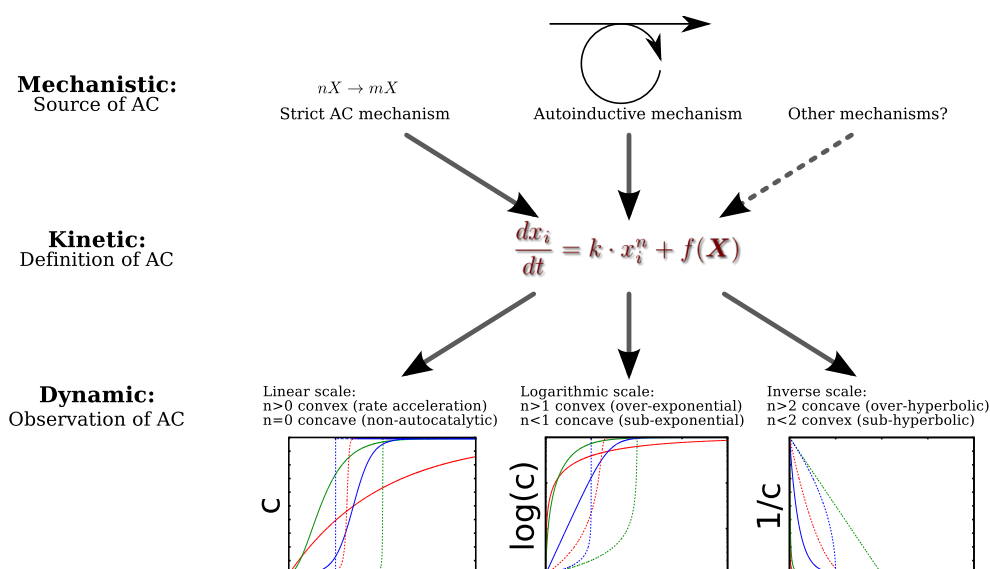 Mechanistic:
Source of AC
nX → mX
Strict AC mechanism
Autoinductive mechanism
Other mechanisms?
Kinetic:
Definition of AC
dx_i/dt = k · x_i^n + f(X)
Dynamic:
Observation of AC
Linear scale:
n>0 convex (rate acceleration)
n=0 concave (non-autocatalytic)
Logarithmic scale:
n>1 convex (over-exponential)
n<1 concave (sub-exponential)
Inverse scale:
n>2 concave (over-hyperbolic)
n<2 convex (sub-hyperbolic)
c
log(c)
1/c